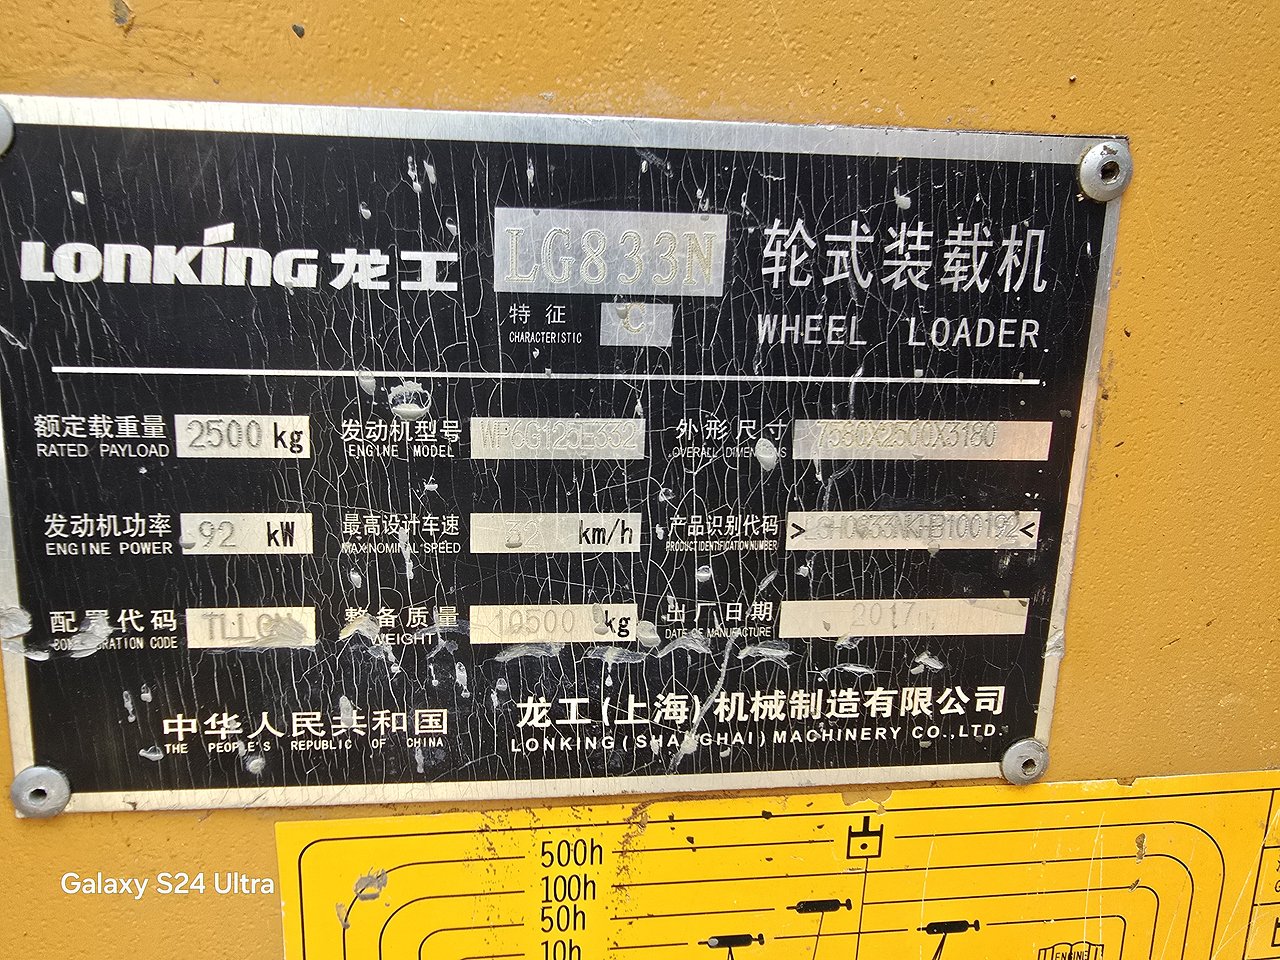 LONKING 龙工 LG833N 轮式装载机
特征 C
CHARACTERISTIC
WHEEL LOADER
额定载重量 2500 kg 发动机型号 WP6G125E332 外形尺寸 7580X2500X3180
RATED PAYLOAD ENGINE MODEL OVERALL DIMENSIONS
发动机功率 92 kW 最高设计车速 32 km/h 产品识别代码
ENGINE POWER MAX·NOMINAL·SPEED PRODUCT IDENTIFICATION NUMBER
配置代码 整备质量 10500 kg 出厂日期 2017
CONFIGURATION CODE WEIGHT DATE OF MANUFACTURE
中华人民共和国 龙工(上海)机械制造有限公司
THE PEOPLE'S REPUBLIC OF CHINA LONKING(SHANGHAI)MACHINERY CO.,LTD.
500h
100h
50h
10h
ENGINE
Galaxy S24 Ultra